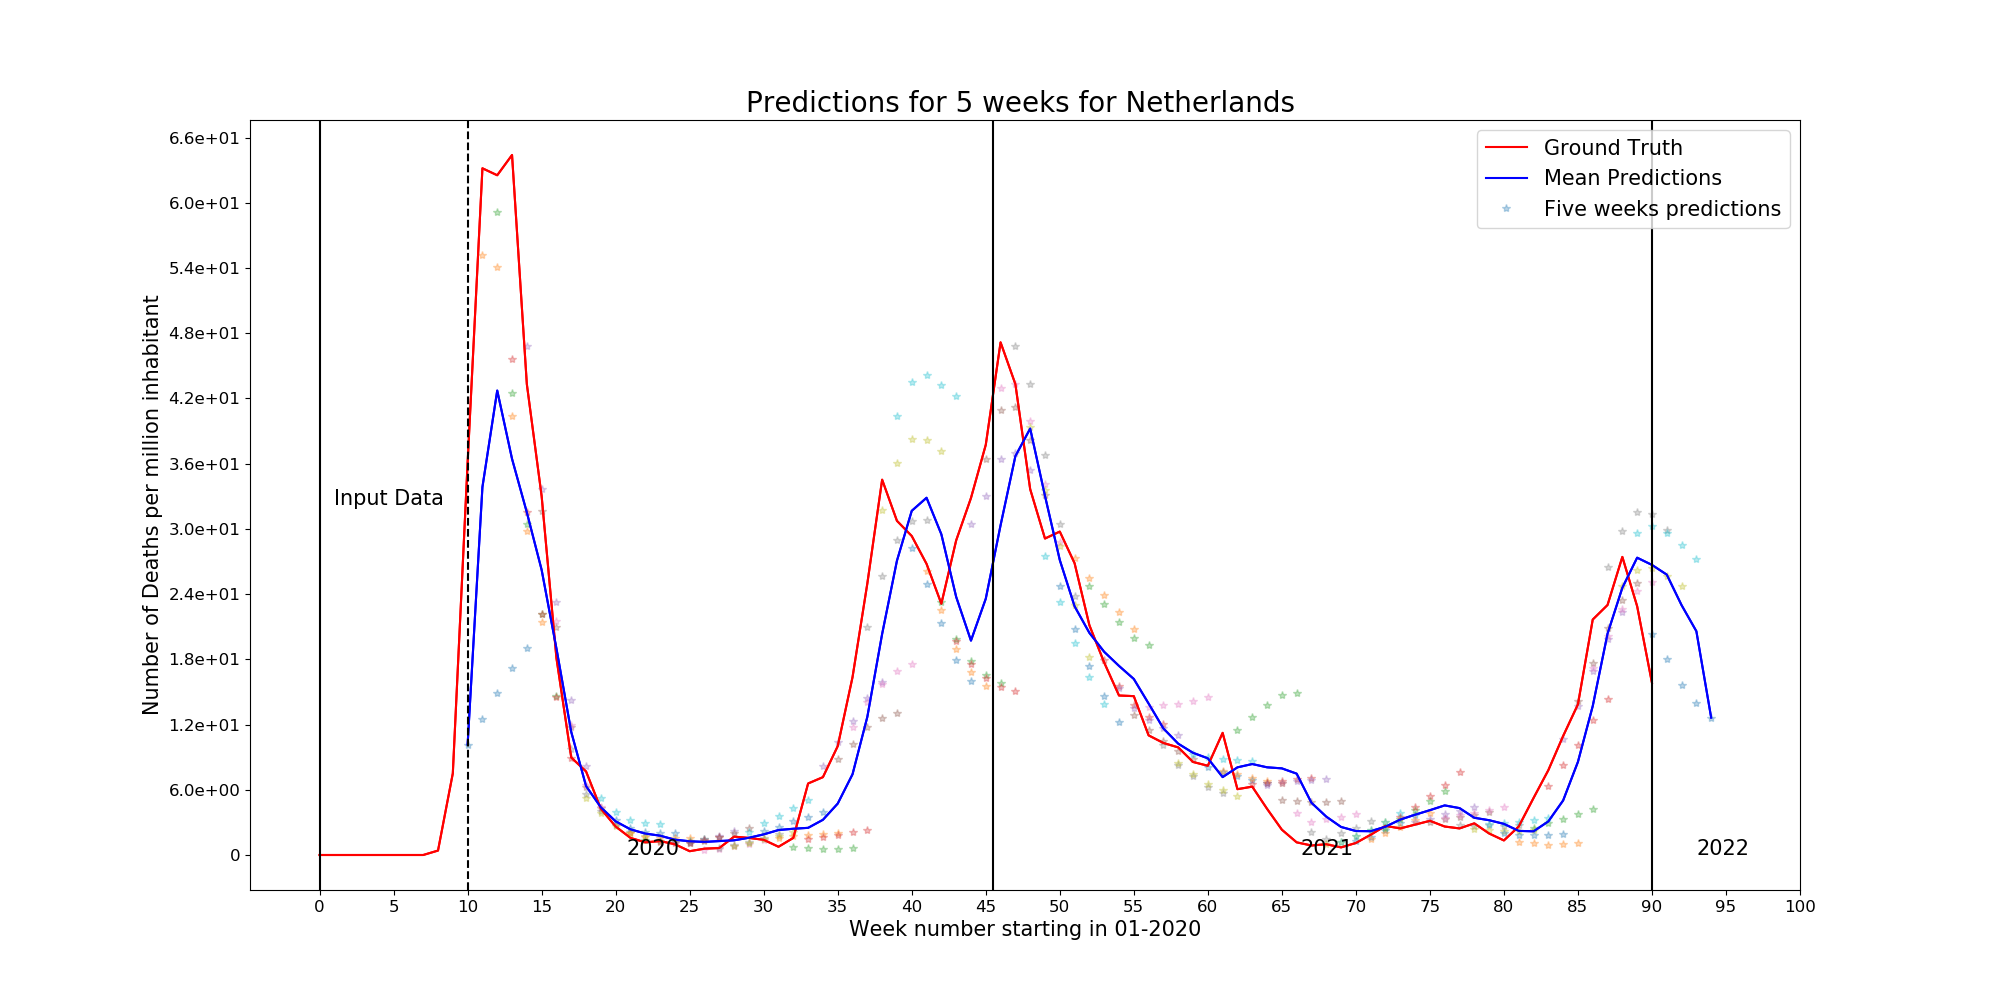 Predictions for 5 weeks for Netherlands
Ground Truth
Mean Predictions
Five weeks predictions
Number of Deaths per million inhabitant
6.6e+01
6.0e+01
5.4e+01
4.8e+01
4.2e+01
3.6e+01
3.0e+01
2.4e+01
1.8e+01
1.2e+01
6.0e+00
0
Input Data
2020
2021
2022
0 5 10 15 20 25 30 35 40 45 50 55 60 65 70 75 80 85 90 95 100
Week number starting in 01-2020